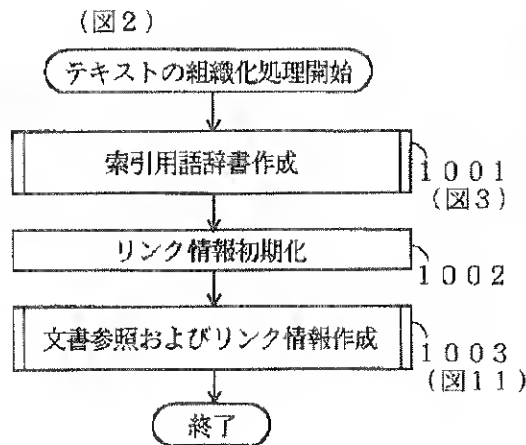 (図2)
テキストの組織化処理開始
索引用語辞書作成
1001
(図3)
リンク情報初期化
1002
文書参照およびリンク情報作成
1003
(図11)
終了